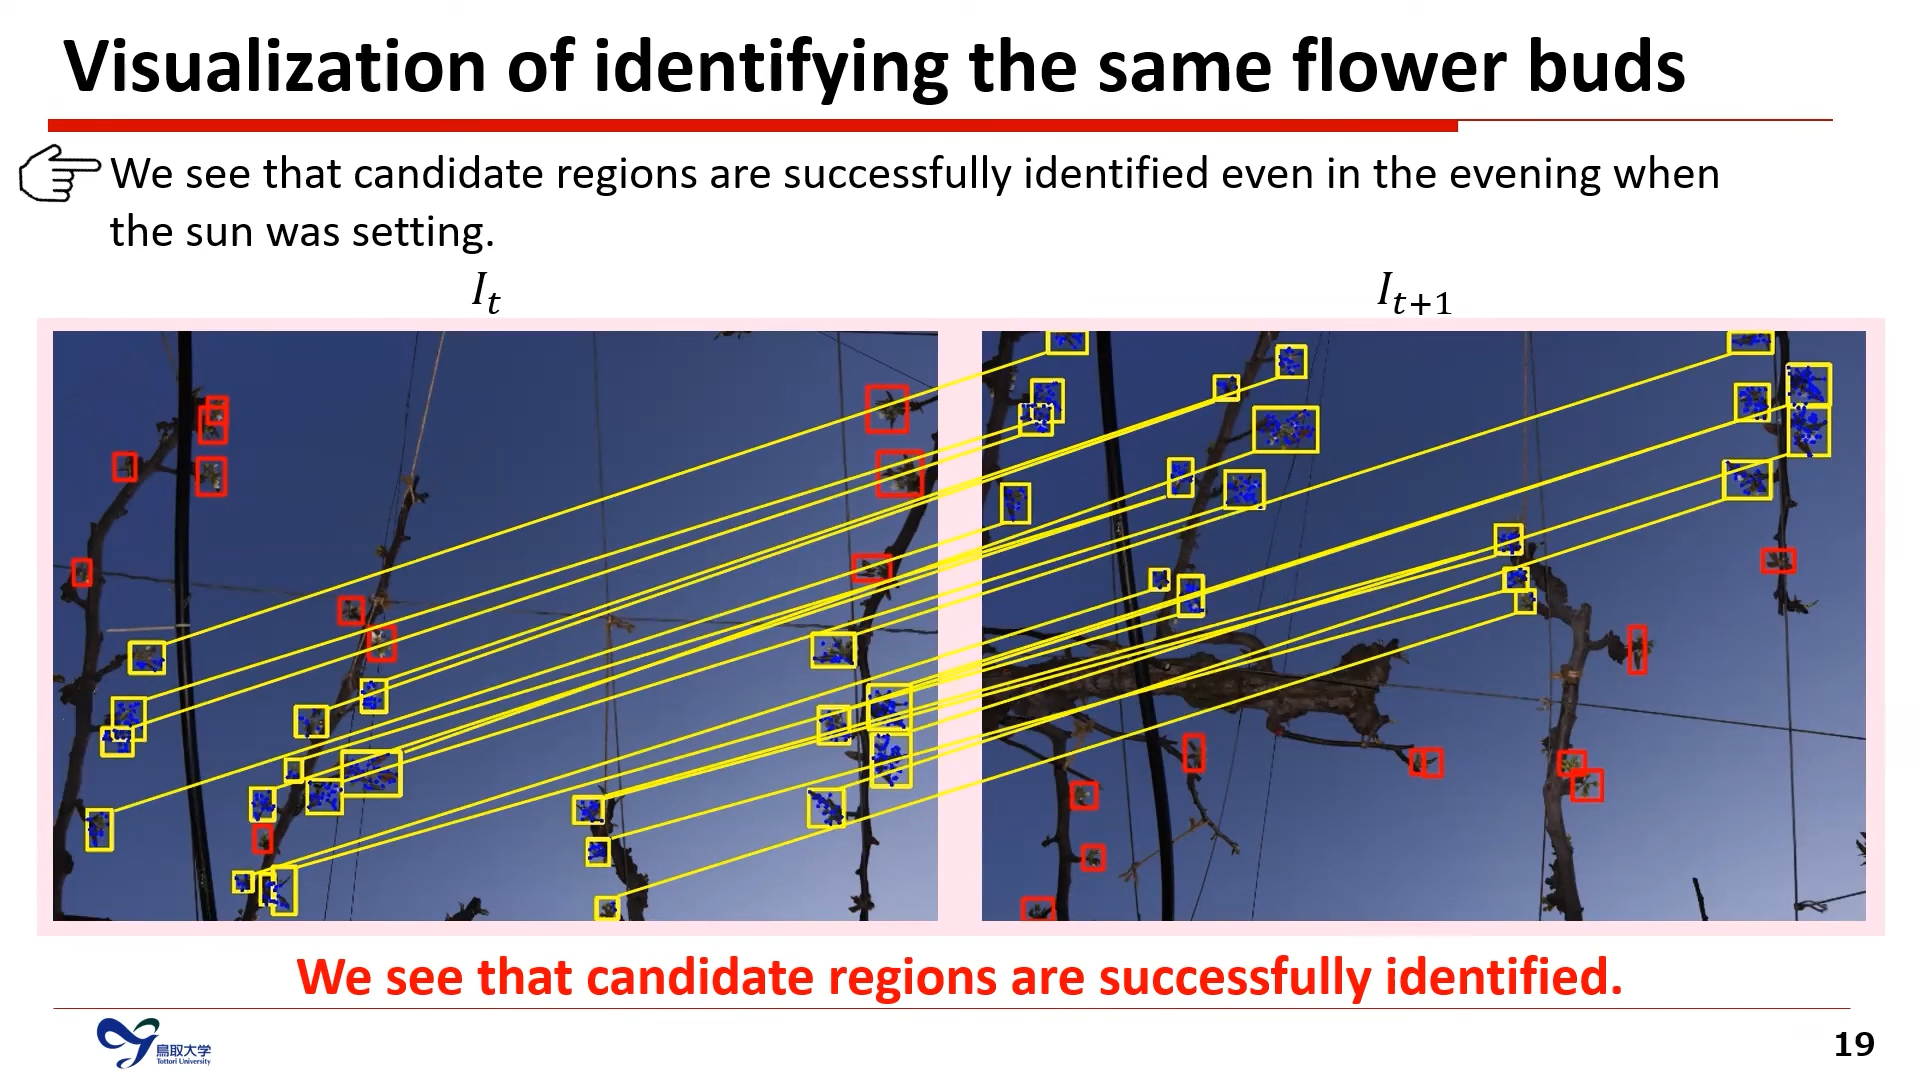 Visualization of identifying the same flower buds
We see that candidate regions are successfully identified even in the evening when
the sun was setting.
I_t
I_{t+1}
We see that candidate regions are successfully identified.
鳥取大学
Tottori University
19